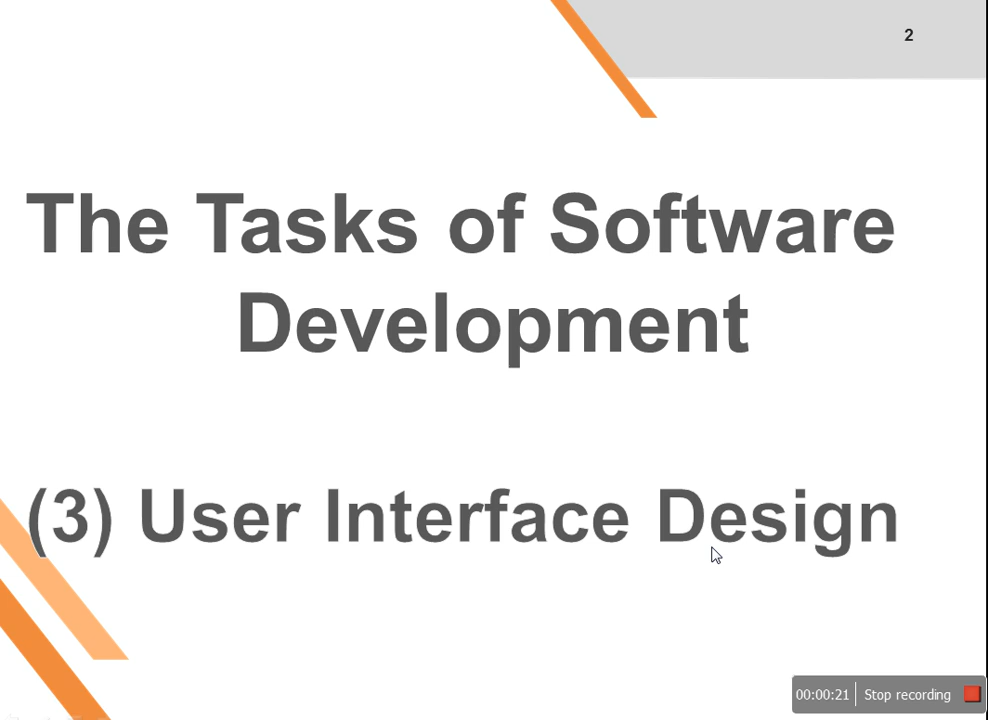 2
The Tasks of Software
Development
(3) User Interface Design
00:00:21 Stop recording